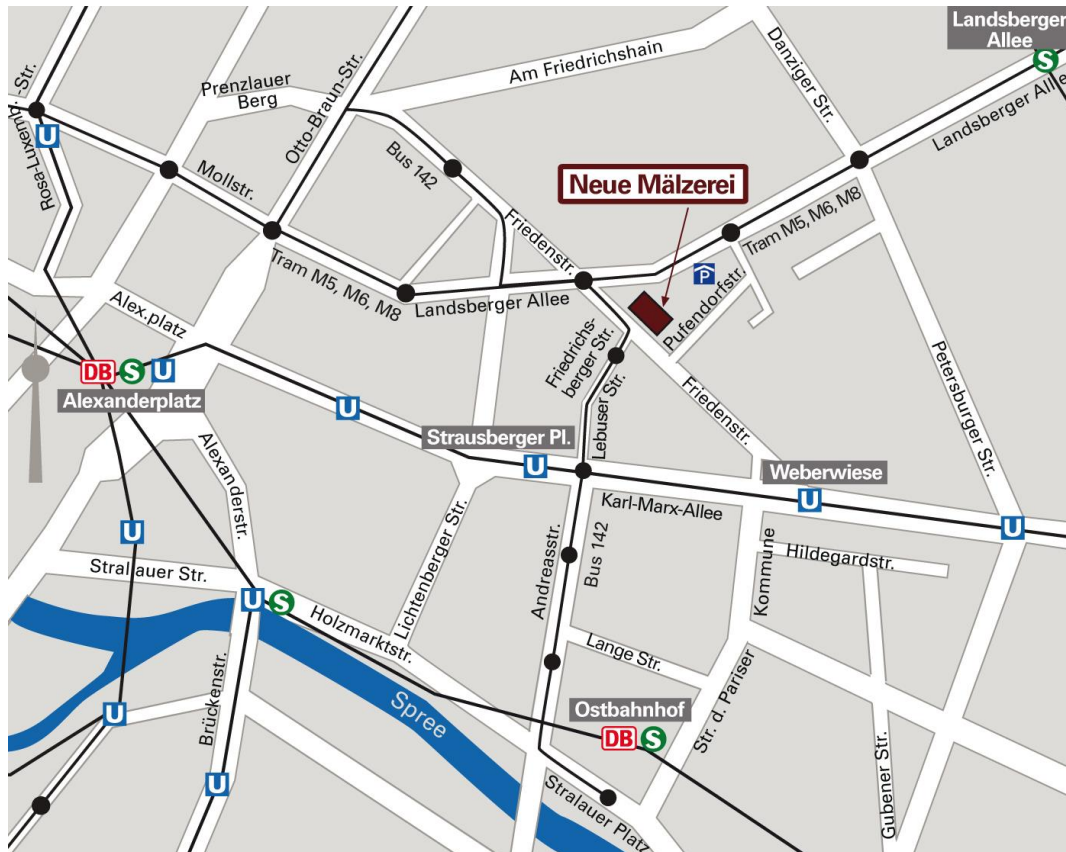 Landsberger
Allee
S
Landsberger Allee
Danziger Str.
Am Friedrichshain
Prenzlauer
Berg
Otto-Braun-Str.
Rosa-Luxemb.-Str.
U
Mollstr.
Bus 142
Neue Mälzerei
Friedenstr.
Tram M5, M6, M8
Tram M5, M6, M8
Landsberger Allee
P
Pufendorfstr.
Alex.platz
Friedrichs-
berger Str.
Lebuser Str.
Friedenstr.
Petersburger Str.
DB S U
Alexanderplatz
U
Strausberger Pl.
U
Weberwiese
U
Karl-Marx-Allee
U
Alexanderstr.
U
Lichtenberger Str.
Andreasstr.
Bus 142
Kommune
Hildegardstr.
Stralauer Str.
U S
Holzmarktstr.
Lange Str.
Str. d. Pariser
Brückenstr.
Spree
U
Ostbahnhof
DB S
U
Stralauer Platz
Gubener Str.